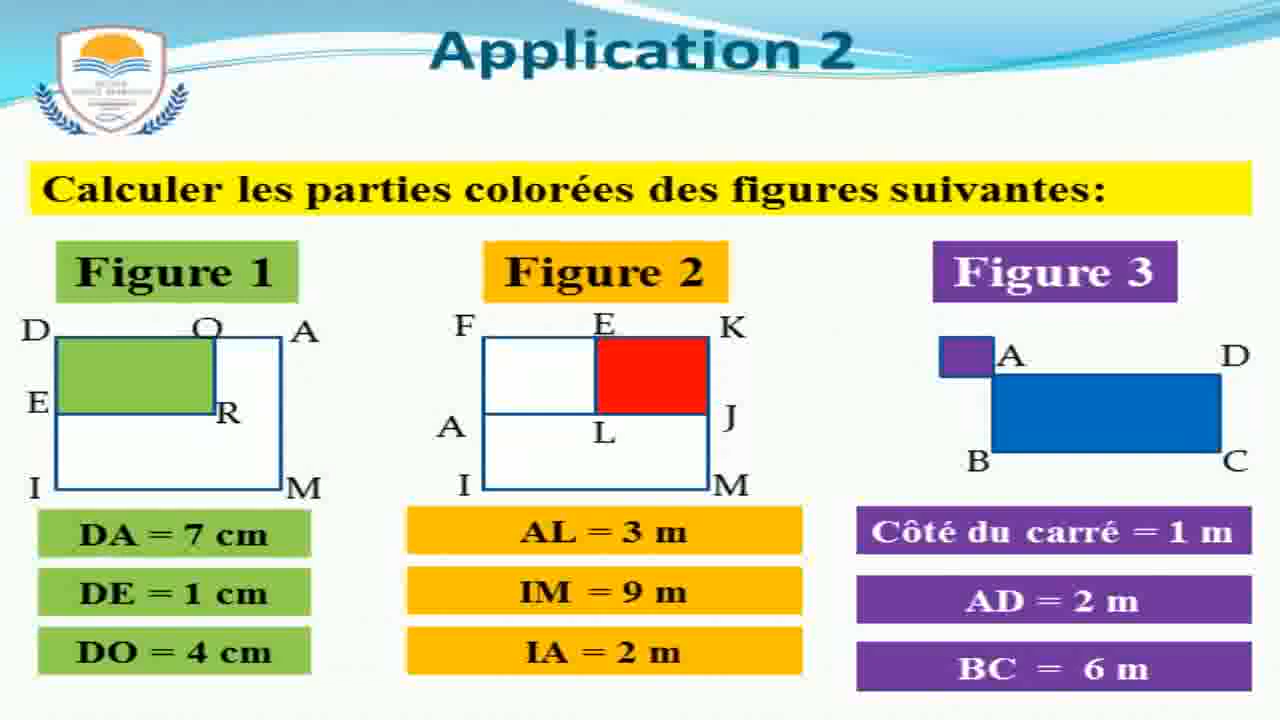 Application 2
Calculer les parties colorées des figures suivantes:
Figure 1 Figure 2 Figure 3
D O A
E R
I M
F E K
A L J
I M
A D
B C
DA = 7 cm
DE = 1 cm
DO = 4 cm
AL = 3 m
IM = 9 m
IA = 2 m
Côté du carré = 1 m
AD = 2 m
BC = 6 m